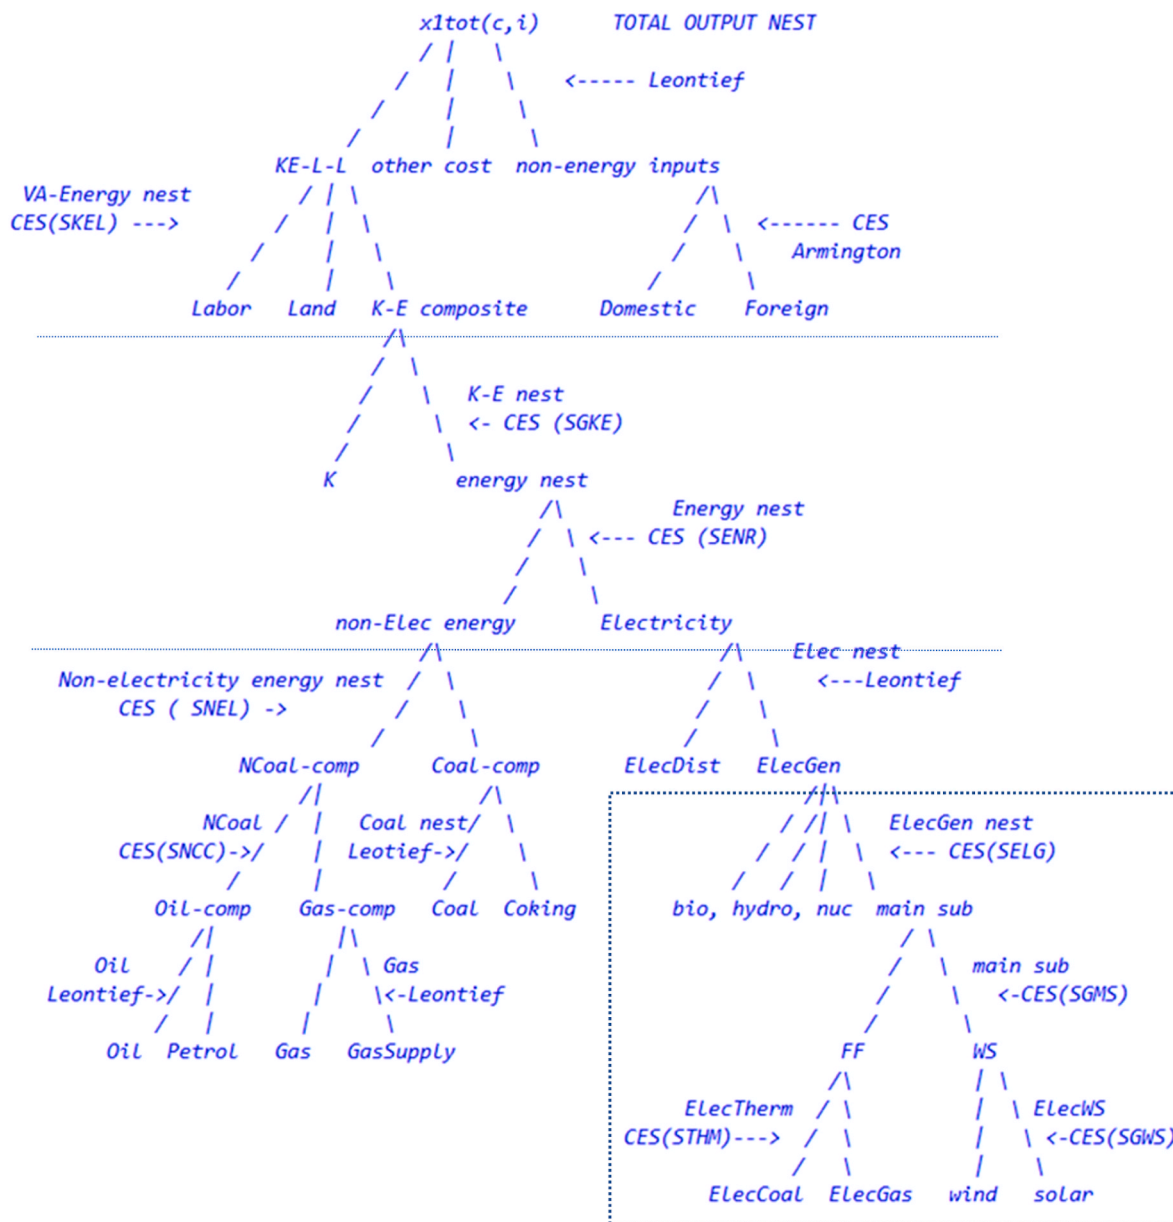 x1tot(c,i) TOTAL OUTPUT NEST
<----- Leontief
KE-L-L other cost non-energy inputs
VA-Energy nest
CES(SKEL) ---> <------ CES
Armington
Labor Land K-E composite Domestic Foreign
K-E nest
<- CES (SGKE)
K energy nest
Energy nest
<--- CES (SENR)
non-Elec energy Electricity
Elec nest
Non-electricity energy nest <---Leontief
CES ( SNEL) ->
NCoal-comp Coal-comp ElecDist ElecGen
NCoal Coal nest ElecGen nest
CES(SNCC)-> Leotief-> <--- CES(SELG)
Oil-comp Gas-comp Coal Coking bio, hydro, nuc main sub
Oil Gas main sub
Leontief-> <-Leontief <-CES(SGMS)
Oil Petrol Gas GasSupply FF WS
ElecTherm ElecWS
CES(STHM)---> <-CES(SGWS)
ElecCoal ElecGas wind solar